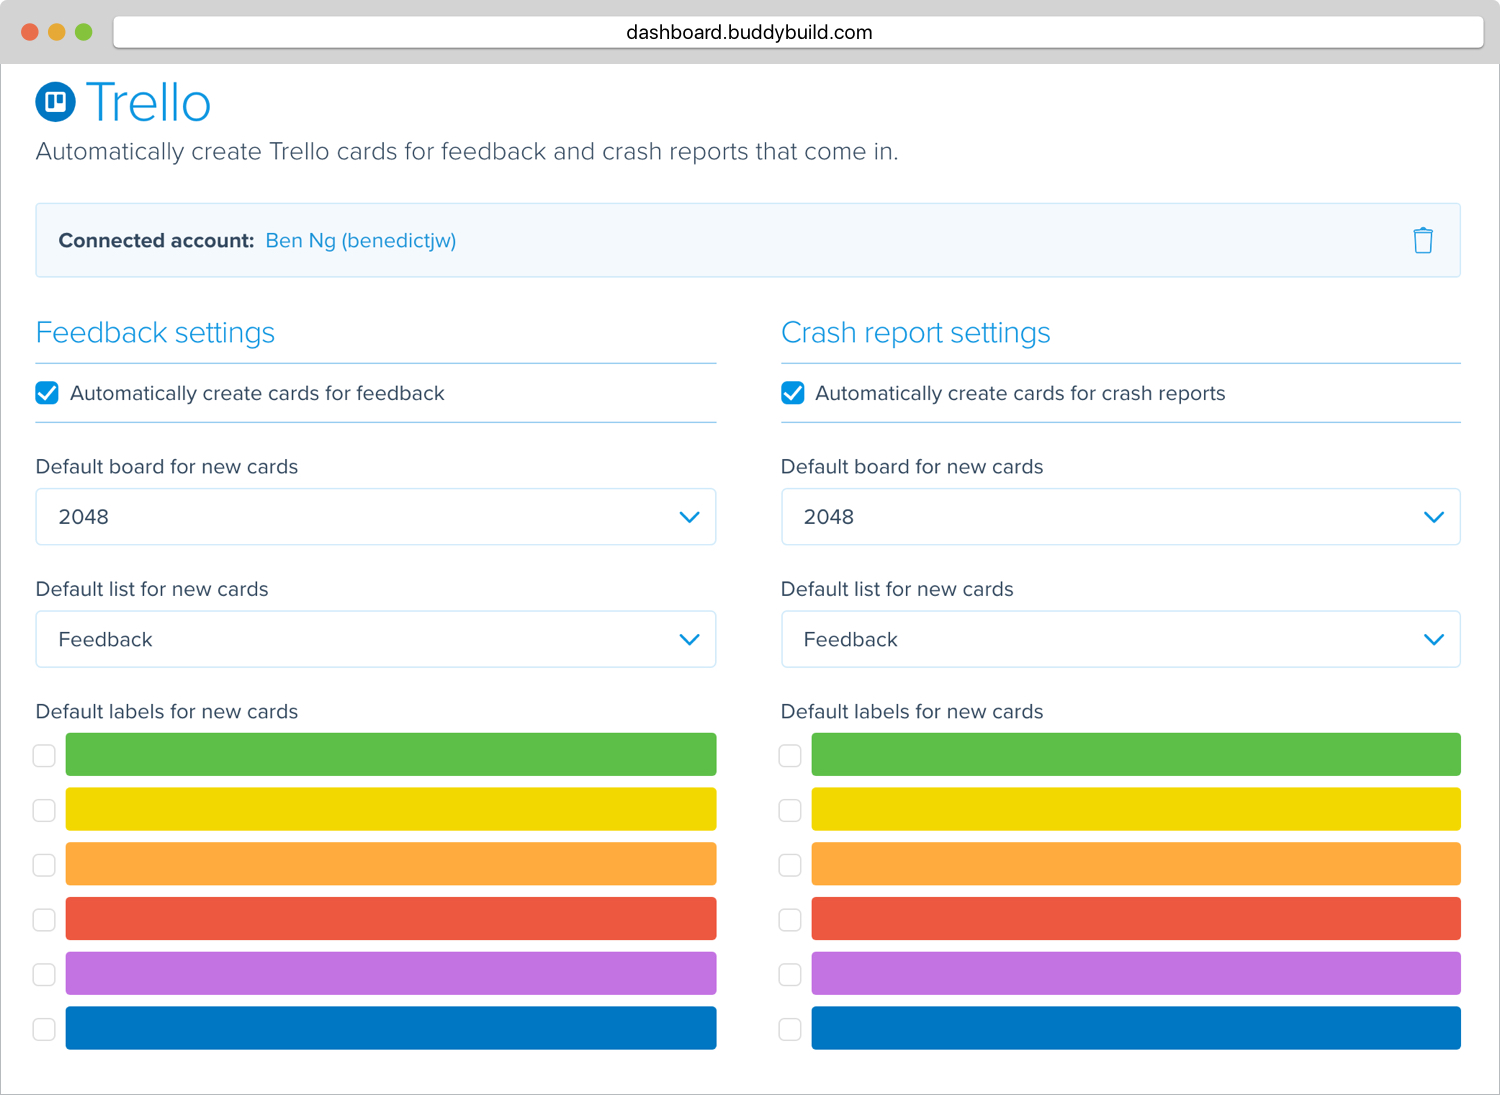 dashboard.buddybuild.com
Trello
Automatically create Trello cards for feedback and crash reports that come in.
Connected account: Ben Ng (benedictjw)
Feedback settings
Automatically create cards for feedback
Default board for new cards
2048
Default list for new cards
Feedback
Default labels for new cards
Crash report settings
Automatically create cards for crash reports
Default board for new cards
2048
Default list for new cards
Feedback
Default labels for new cards